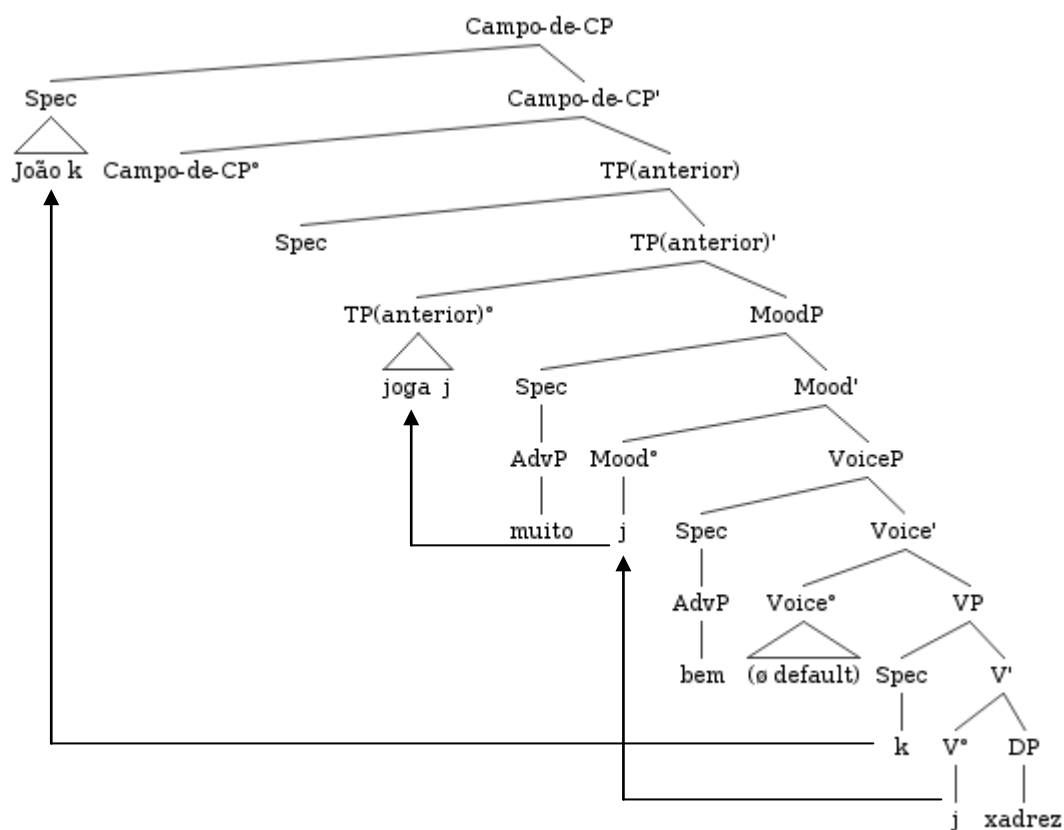 Campo-de-CP
Spec Campo-de-CP'
João k Campo-de-CP° TP(anterior)
Spec TP(anterior)'
TP(anterior)° MoodP
joga j Spec Mood'
AdvP Mood° VoiceP
muito j Spec Voice'
AdvP Voice° VP
bem (ø default) Spec V'
k V° DP
j xadrez